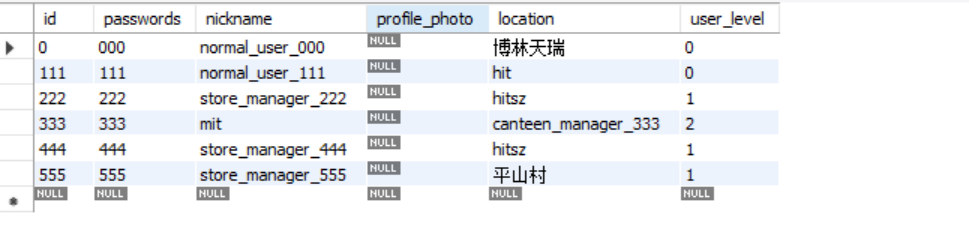 id passwords nickname profile_photo location user_level
0 000 normal_user_000 NULL 博林天瑞 0
111 111 normal_user_111 NULL hit 0
222 222 store_manager_222 NULL hitsz 1
333 333 mit NULL canteen_manager_333 2
444 444 store_manager_444 NULL hitsz 1
555 555 store_manager_555 NULL 平山村 1
NULL NULL NULL NULL NULL NULL